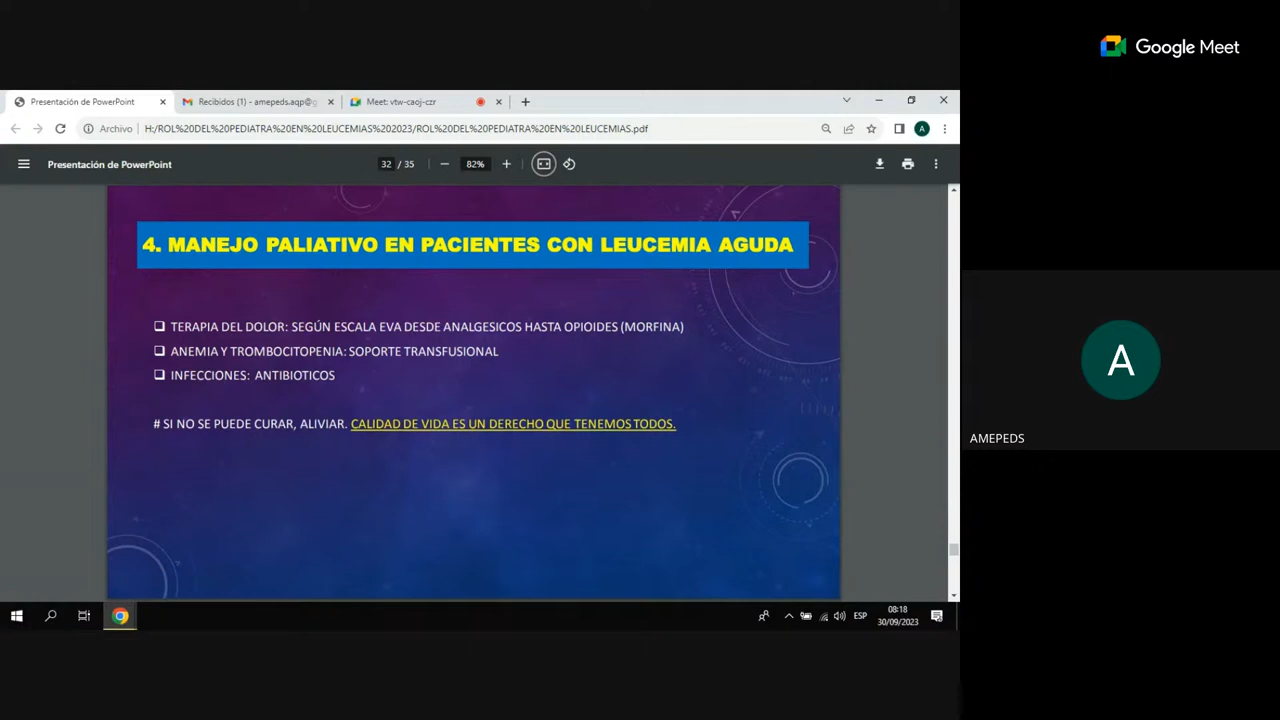 Google Meet
Presentación de PowerPoint
Recibidos (1) - amepeds.aqp@g
Meet: vtw-caoj-czr
Archivo
H:/ROL%20DEL%20PEDIATRA%20EN%20LEUCEMIAS%202023/ROL%20DEL%20PEDIATRA%20EN%20LEUCEMIAS.pdf
A
Presentación de PowerPoint
32 / 35
82%
4. MANEJO PALIATIVO EN PACIENTES CON LEUCEMIA AGUDA
TERAPIA DEL DOLOR: SEGÚN ESCALA EVA DESDE ANALGESICOS HASTA OPIOIDES (MORFINA)
ANEMIA Y TROMBOCITOPENIA: SOPORTE TRANSFUSIONAL
INFECCIONES: ANTIBIOTICOS
# SI NO SE PUEDE CURAR, ALIVIAR. CALIDAD DE VIDA ES UN DERECHO QUE TENEMOS TODOS.
A
AMEPEDS
ESP
08:18
30/09/2023